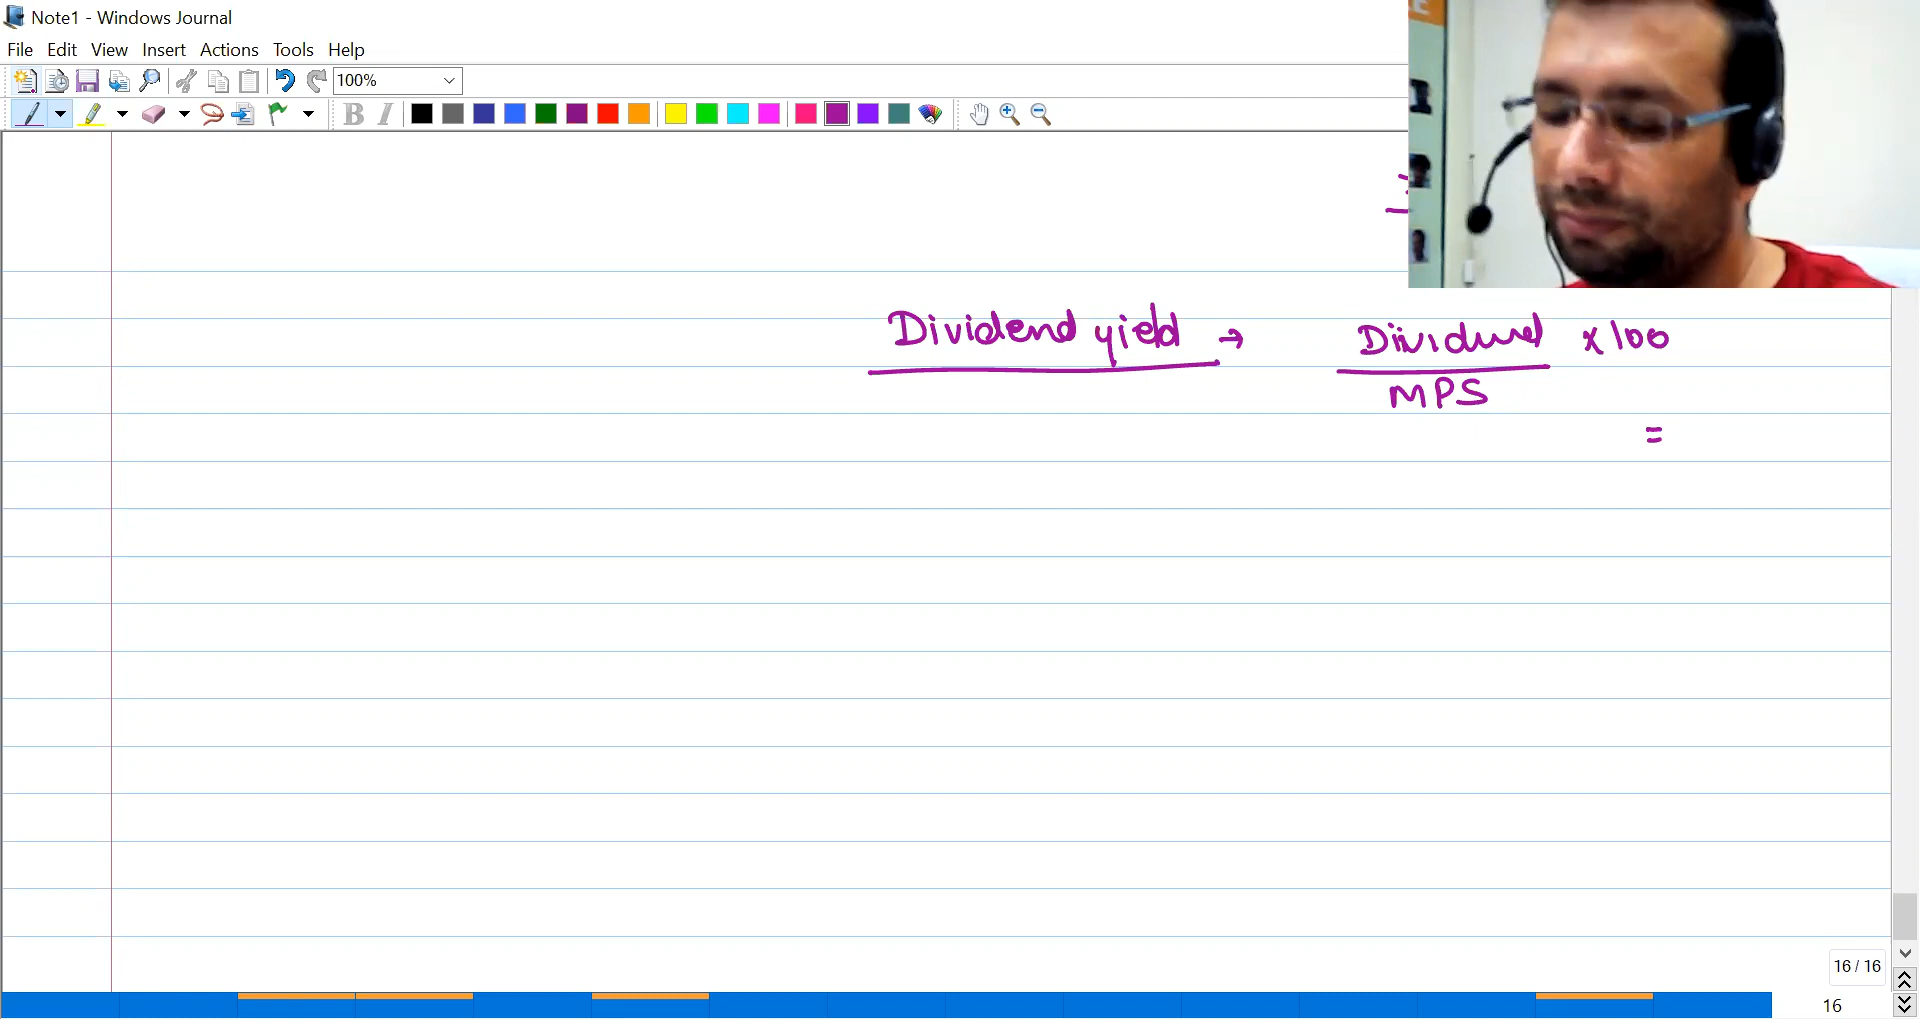 Note1 - Windows Journal
File Edit View Insert Actions Tools Help
100%
B I
Dividend yield → Dividend × 100
MPS
=
16 / 16
16